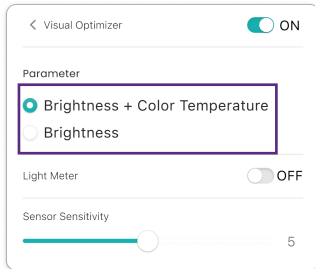 Visual Optimizer ON
Parameter
Brightness + Color Temperature
Brightness
Light Meter OFF
Sensor Sensitivity
5